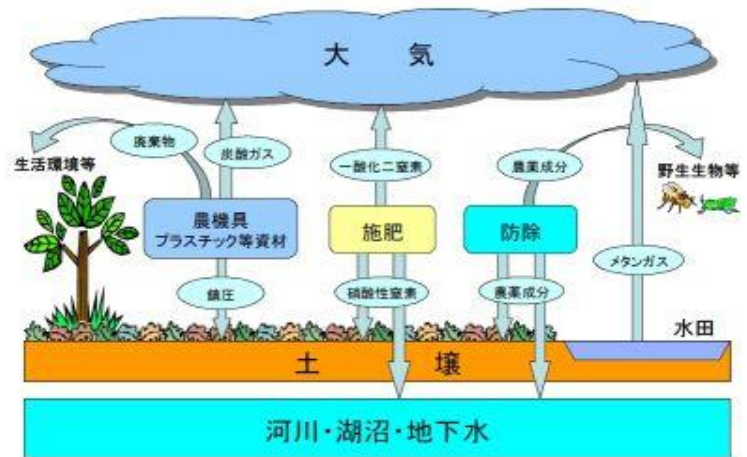 大 気
廃棄物
炭酸ガス
一酸化二窒素
農薬成分
生活環境等
野生生物等
農機具
プラスチック等資材
施肥
防除
鎮圧
硝酸性窒素
農薬成分
メタンガス
水田
土 壌
河川・湖沼・地下水